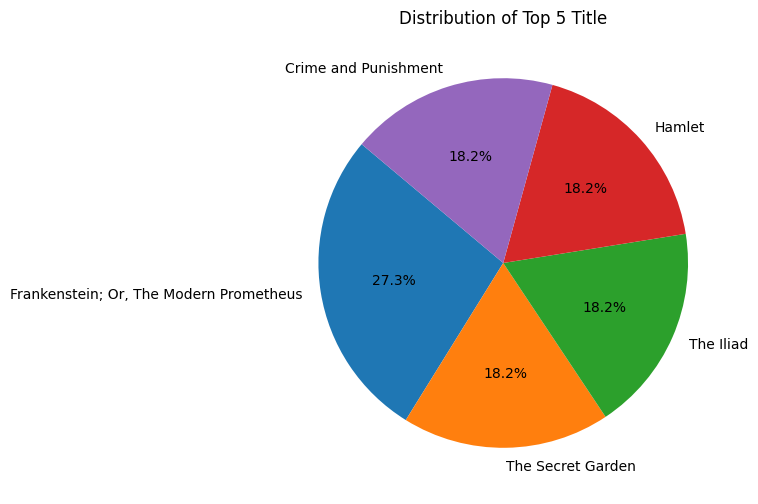 Distribution of Top 5 Title
Crime and Punishment
Hamlet
18.2%
18.2%
27.3%
Frankenstein; Or, The Modern Prometheus
18.2%
The Iliad
18.2%
The Secret Garden